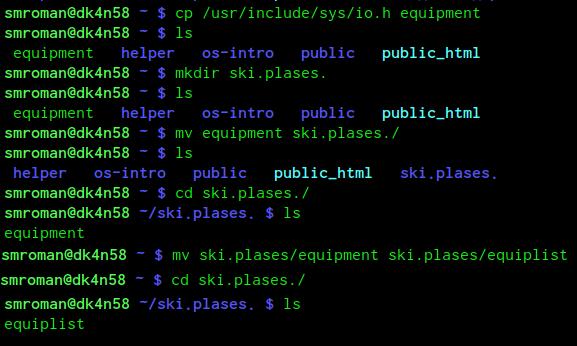 smroman@dk4n58 ~ $ cp /usr/include/sys/io.h equipment
smroman@dk4n58 ~ $ ls
equipment helper os-intro public public_html
smroman@dk4n58 ~ $ mkdir ski.plases.
smroman@dk4n58 ~ $ ls
equipment helper os-intro public public_html
smroman@dk4n58 ~ $ mv equipment ski.plases./
smroman@dk4n58 ~ $ ls
helper os-intro public public_html ski.plases.
smroman@dk4n58 ~ $ cd ski.plases./
smroman@dk4n58 ~/ski.plases. $ ls
equipment
smroman@dk4n58 ~ $ mv ski.plases/equipment ski.plases/equiplist
smroman@dk4n58 ~ $ cd ski.plases./
smroman@dk4n58 ~/ski.plases. $ ls
equiplist